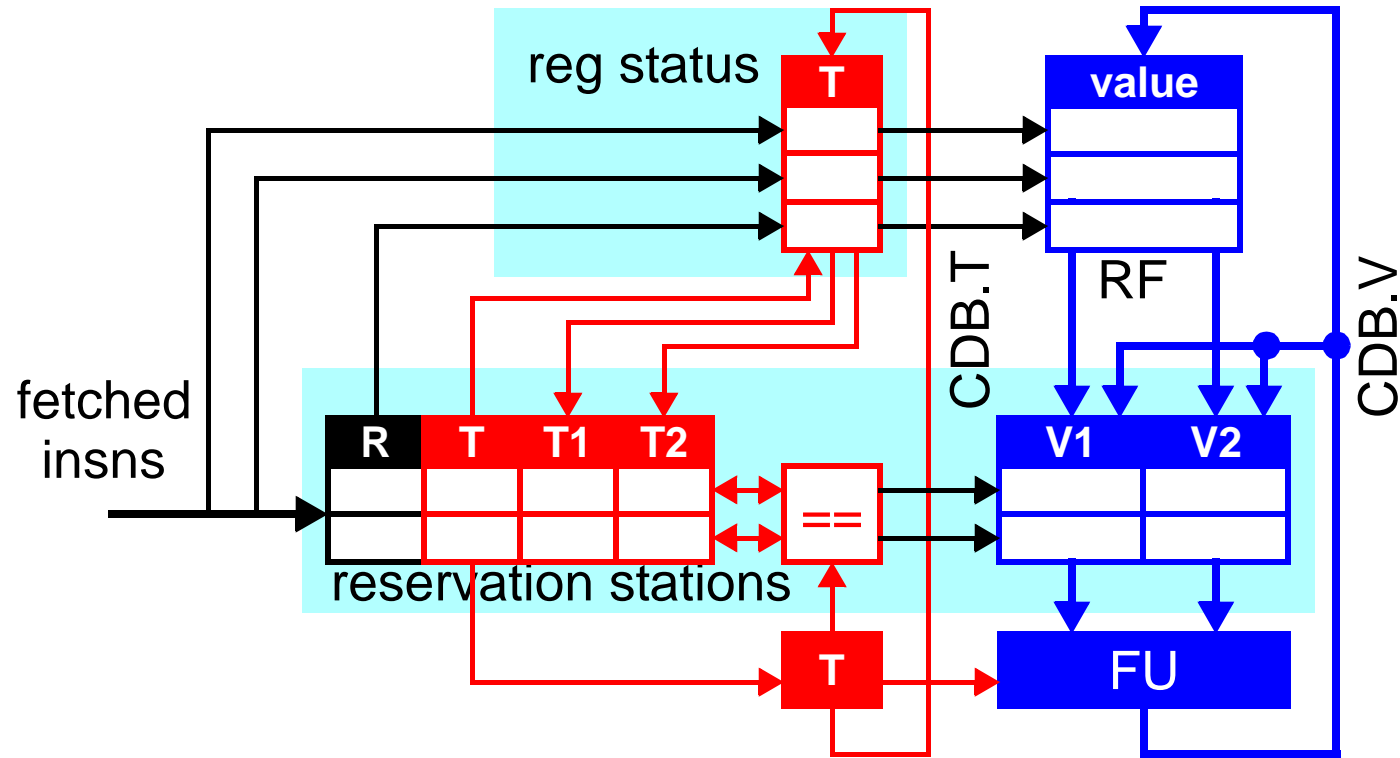 reg status
T
value
CDB.T
RF
CDB.V
fetched
insns
R T T1 T2
V1 V2
==
reservation stations
T
FU